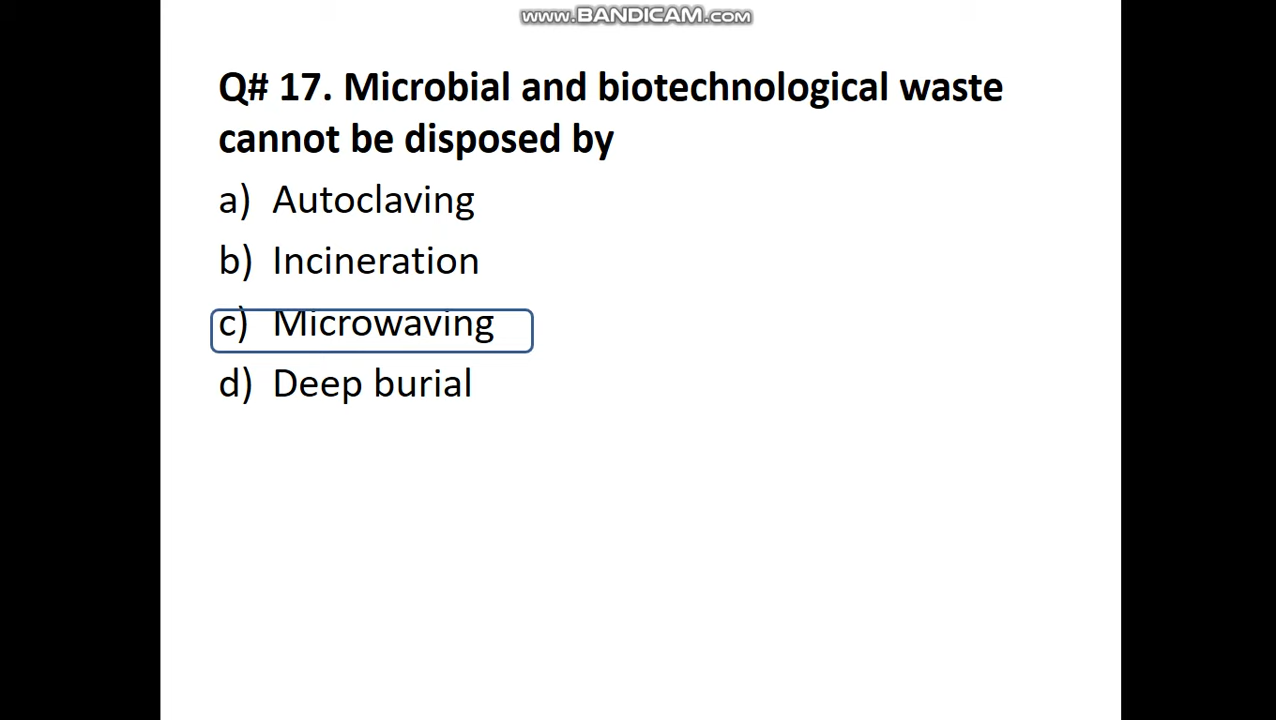 www.BANDICAM.com
Q# 17. Microbial and biotechnological waste
cannot be disposed by
a) Autoclaving
b) Incineration
c) Microwaving
d) Deep burial